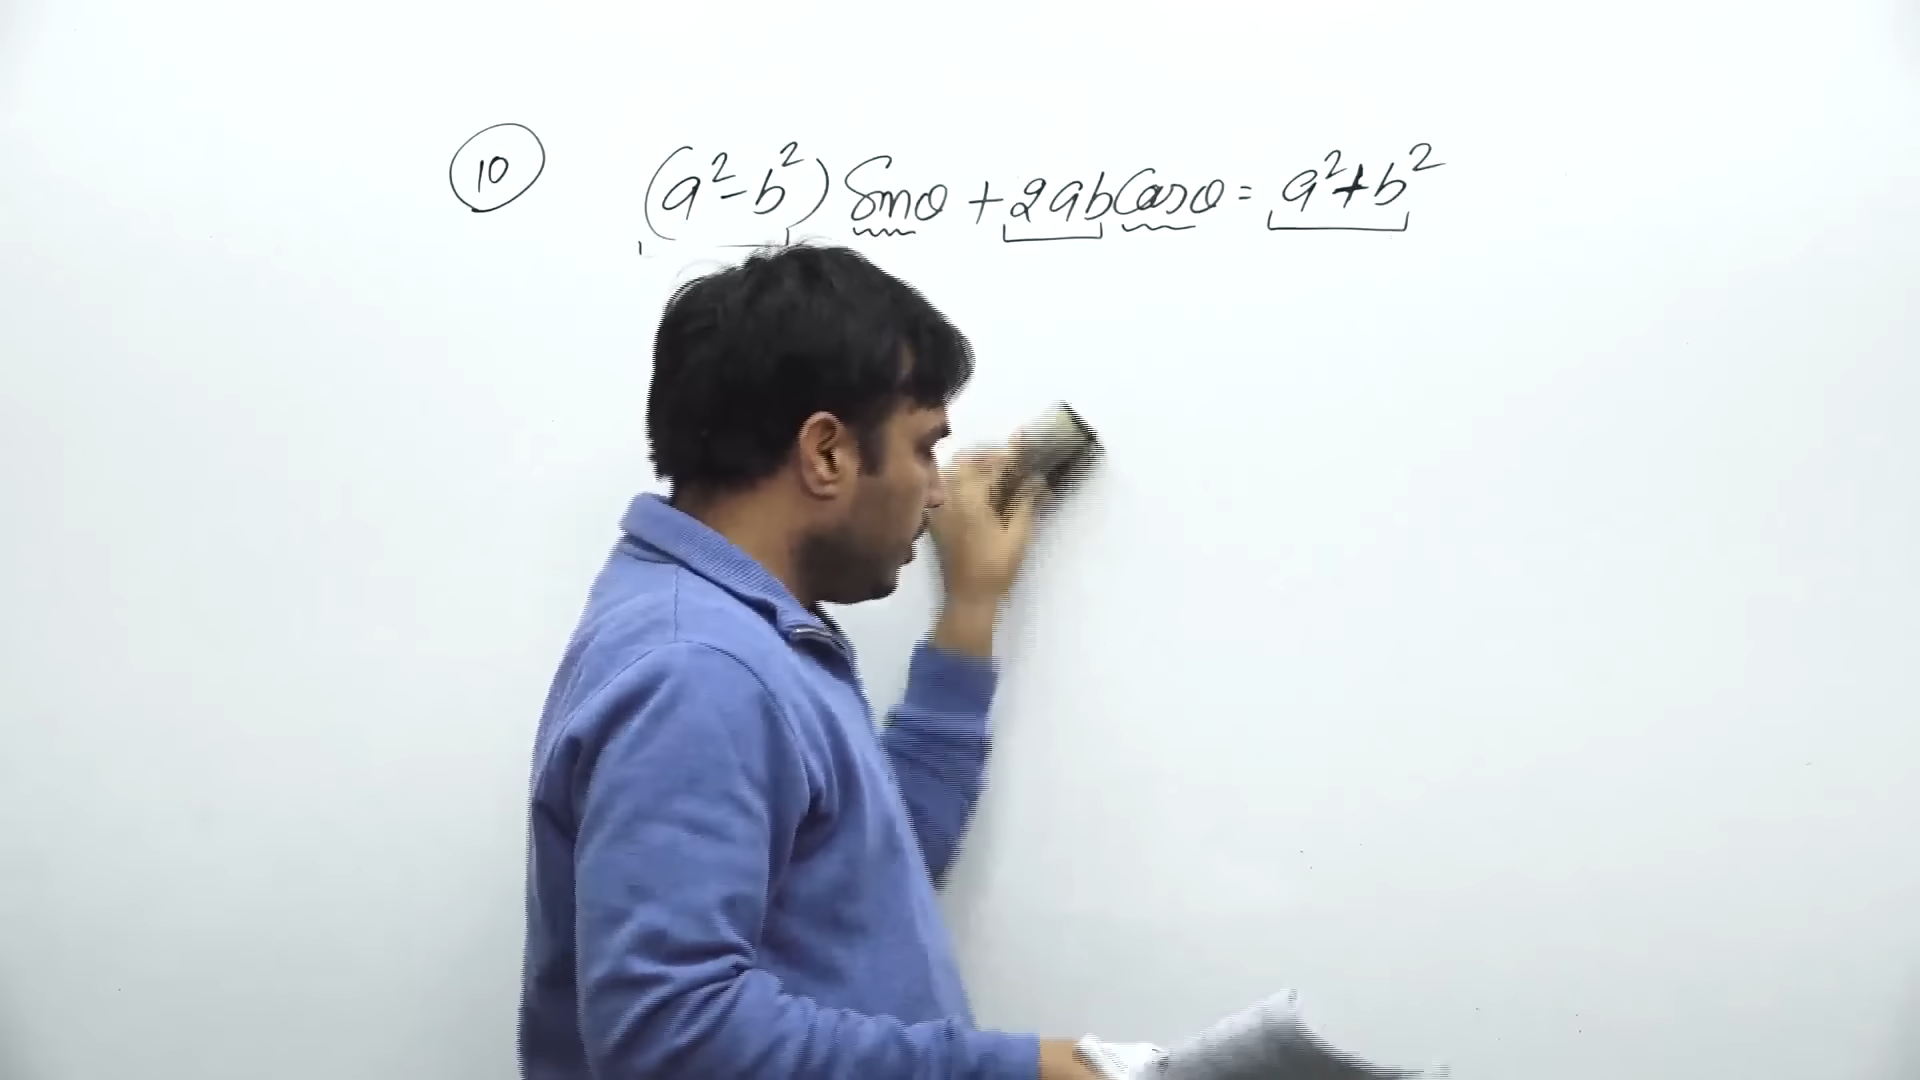 10 (a²-b²) Sinθ + 2ab Cosθ = a²+b²